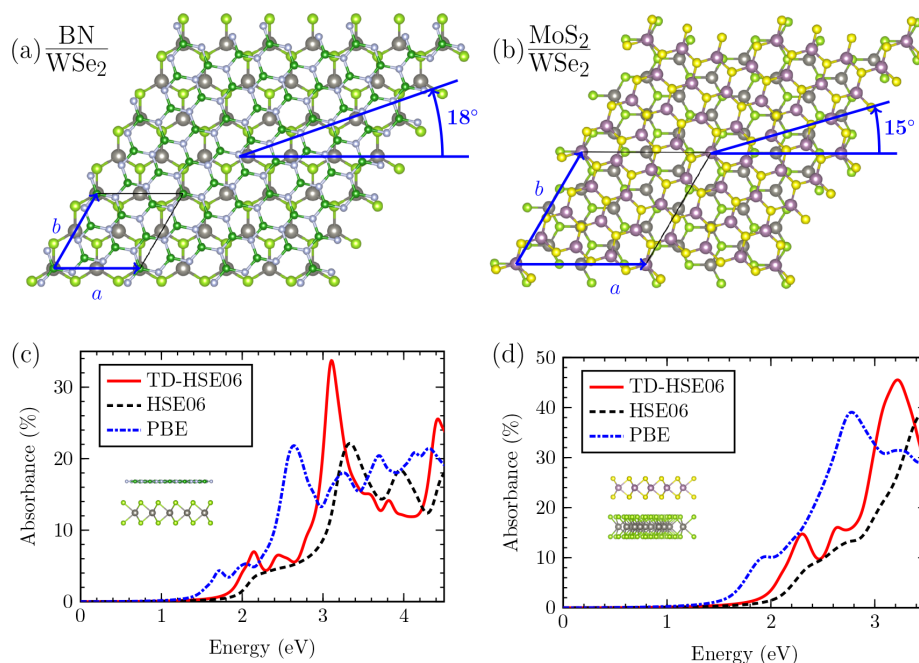 (a) BN
WSe₂
18°
b
a
(b) MoS₂
WSe₂
15°
b
a
(c)
TD-HSE06
HSE06
PBE
Absorbance (%)
30
20
10
0
0 1 2 3 4
Energy (eV)
(d)
TD-HSE06
HSE06
PBE
Absorbance (%)
50
40
30
20
10
0
0 1 2 3
Energy (eV)